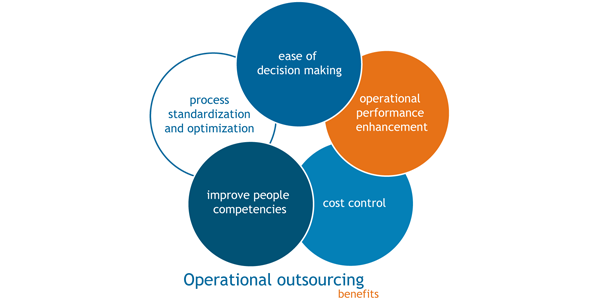 ease of
decision making
operational
performance
enhancement
cost control
improve people
competencies
process
standardization
and optimization
Operational outsourcing
benefits